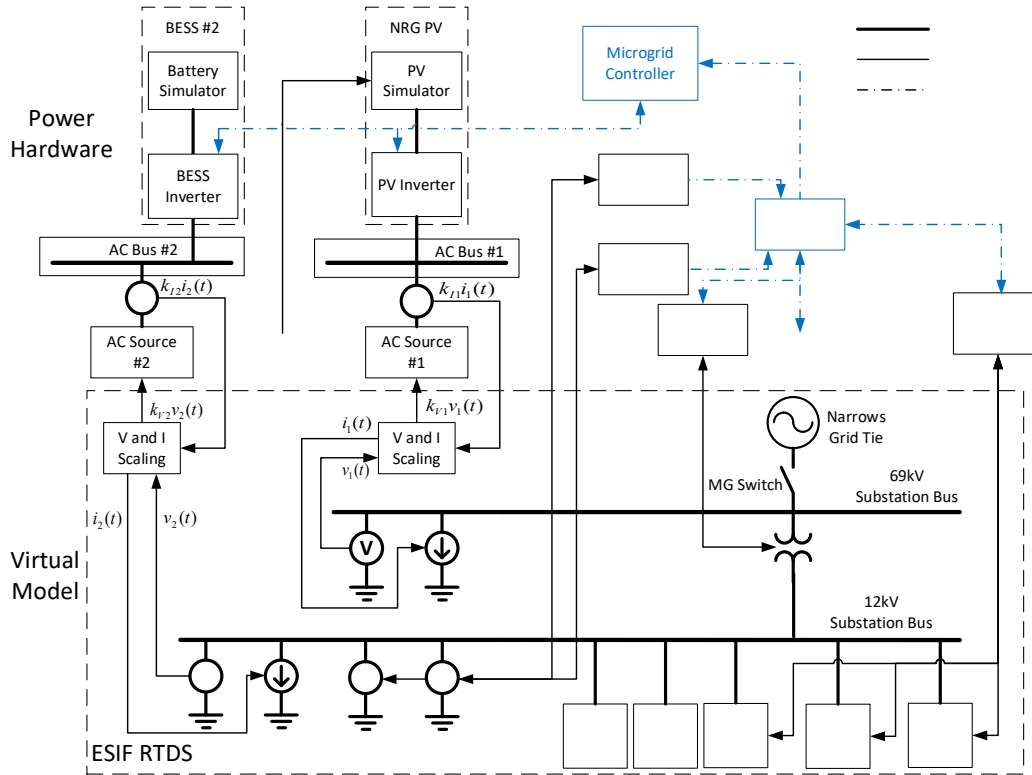 BESS #2
NRG PV
Battery
Simulator
PV
Simulator
Microgrid
Controller
Power
Hardware
BESS
Inverter
PV Inverter
AC Bus #2
AC Bus #1
k_{I2}i_2(t)
k_{I1}i_1(t)
AC Source
#2
AC Source
#1
k_{V2}v_2(t)
k_{V1}v_1(t)
i_1(t)
V and I
Scaling
V and I
Scaling
v_1(t)
Narrows
Grid Tie
MG Switch
69kV
Substation Bus
i_2(t)
v_2(t)
V
Virtual
Model
12kV
Substation Bus
ESIF RTDS